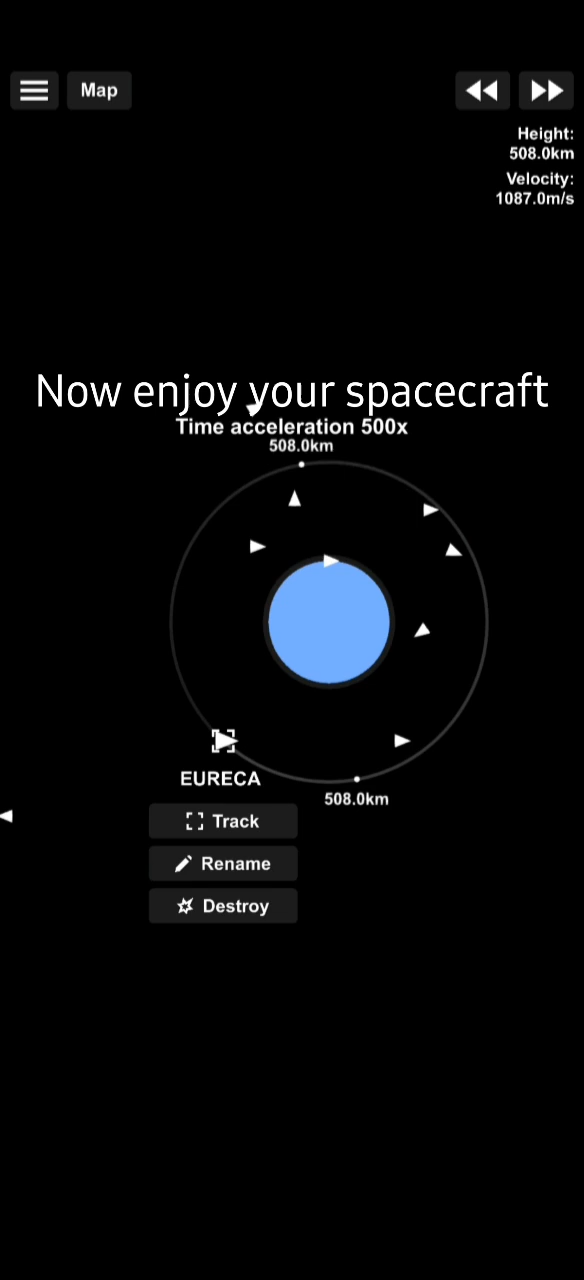 Map
Height:
508.0km
Velocity:
1087.0m/s
Now enjoy your spacecraft
Time acceleration 500x
508.0km
EURECA
508.0km
Track
Rename
Destroy